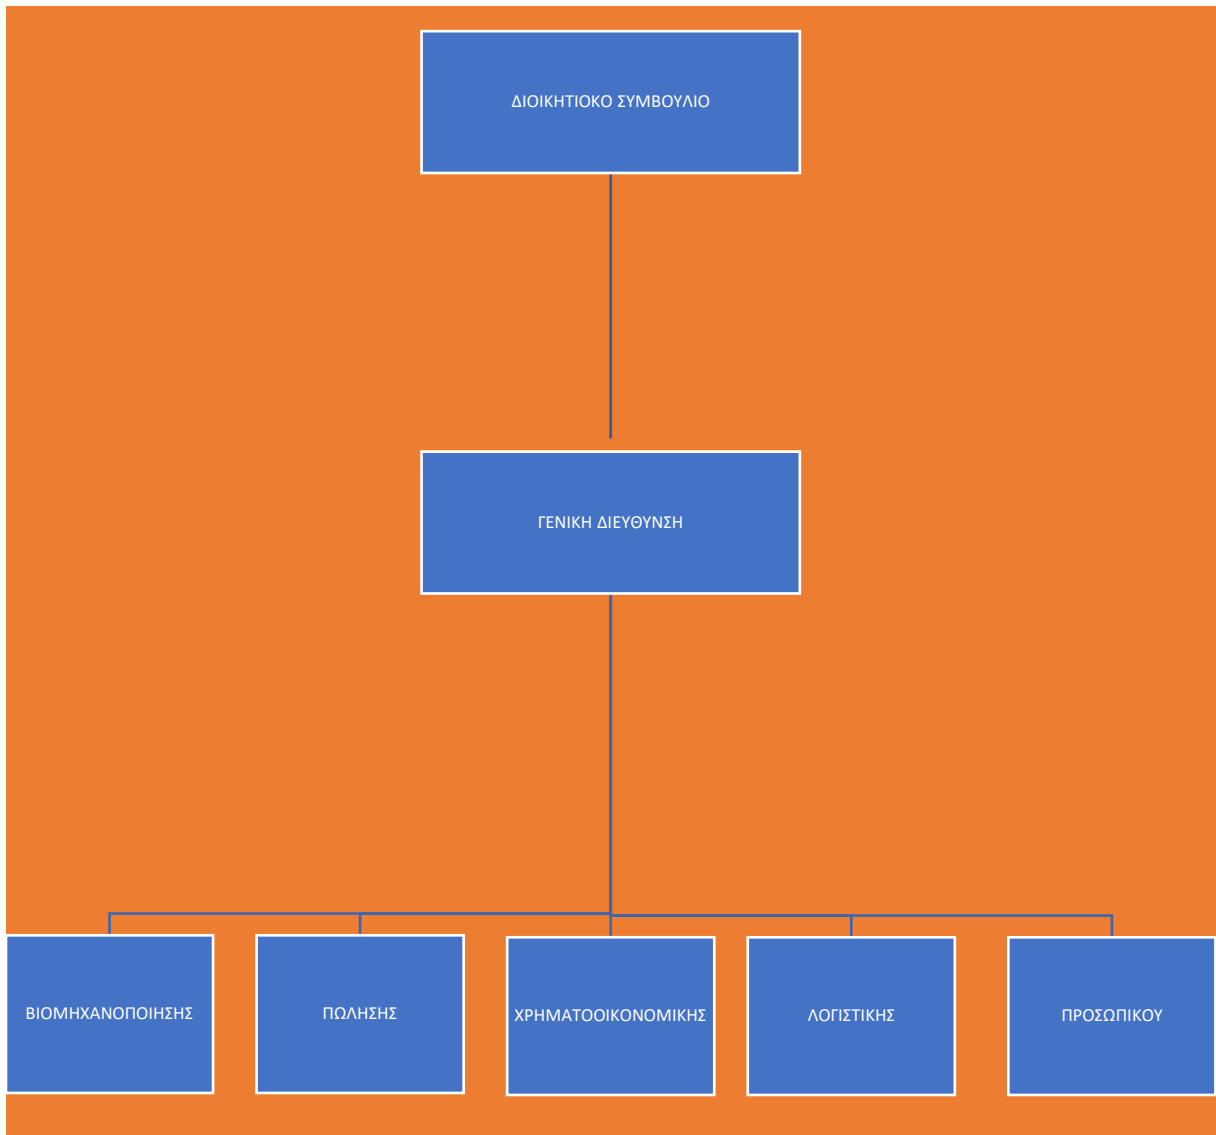 ΔΙΟΙΚΗΤΙΟΚΟ ΣΥΜΒΟΥΛΙΟ
ΓΕΝΙΚΗ ΔΙΕΥΘΥΝΣΗ
ΒΙΟΜΗΧΑΝΟΠΟΙΗΣΗΣ
ΠΩΛΗΣΗΣ
ΧΡΗΜΑΤΟΟΙΚΟΝΟΜΙΚΗΣ
ΛΟΓΙΣΤΙΚΗΣ
ΠΡΟΣΩΠΙΚΟΥ